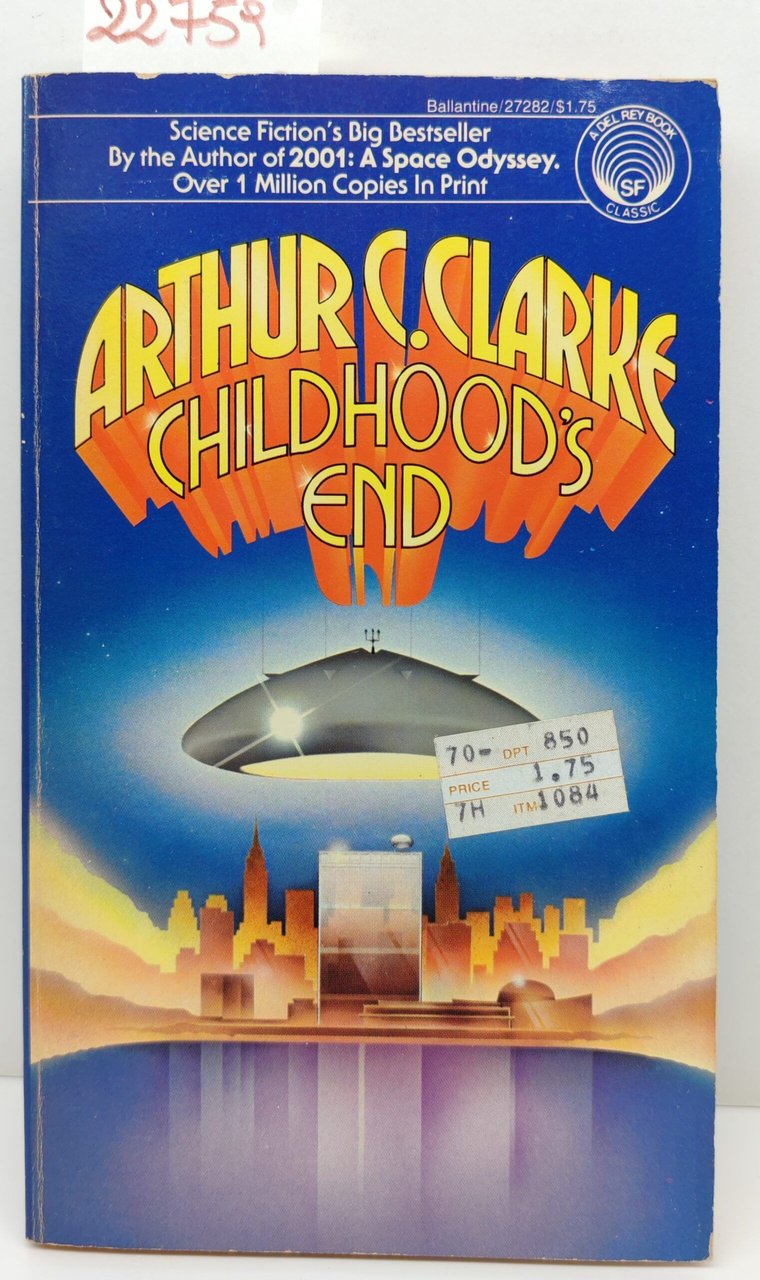 22759
Ballantine/27282/$1.75
Science Fiction's Big Bestseller
By the Author of 2001: A Space Odyssey.
Over 1 Million Copies In Print
A DEL REY BOOK
SF
CLASSIC
ARTHUR C. CLARKE
CHILDHOOD'S
END
70- DPT 850
PRICE 1.75
7H ITM 1084